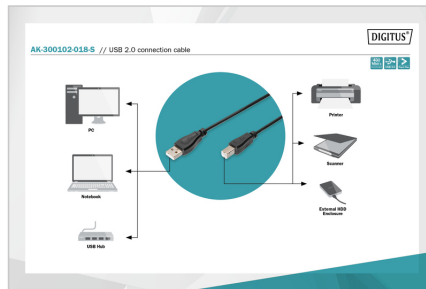 DIGITUS®
AK-300102-018-S // USB 2.0 connection cable
PC
Printer
Scanner
Notebook
External HDD
Enclosure
USB Hub